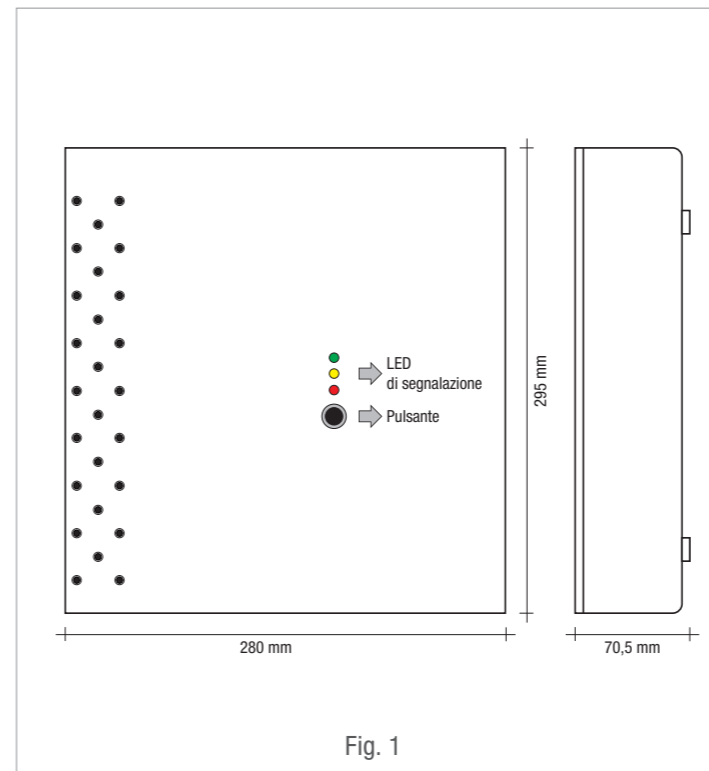 LED
di segnalazione
Pulsante
295 mm
280 mm
70,5 mm
Fig. 1